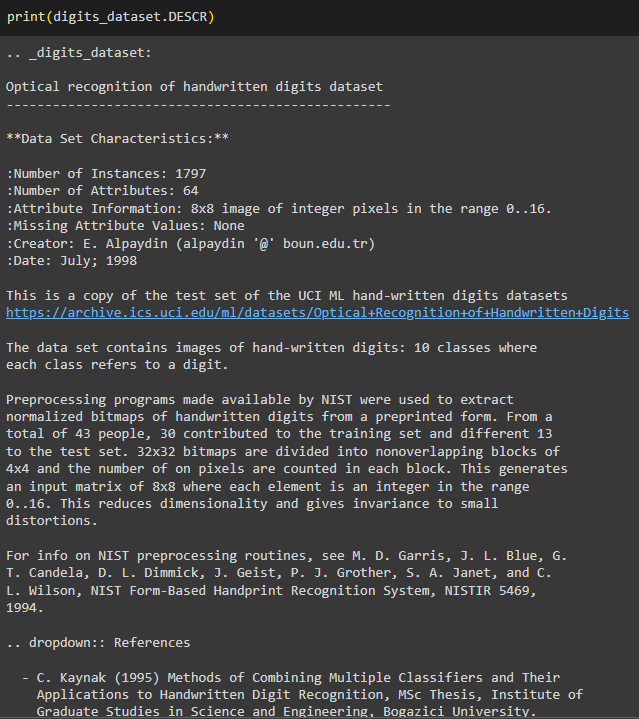 print(digits_dataset.DESCR)
.. _digits_dataset:
Optical recognition of handwritten digits dataset
--------------------------------------------------
**Data Set Characteristics:**
:Number of Instances: 1797
:Number of Attributes: 64
:Attribute Information: 8x8 image of integer pixels in the range 0..16.
:Missing Attribute Values: None
:Creator: E. Alpaydin (alpaydin '@' boun.edu.tr)
:Date: July; 1998
This is a copy of the test set of the UCI ML hand-written digits datasets
https://archive.ics.uci.edu/ml/datasets/Optical+Recognition+of+Handwritten+Digits
The data set contains images of hand-written digits: 10 classes where
each class refers to a digit.
Preprocessing programs made available by NIST were used to extract
normalized bitmaps of handwritten digits from a preprinted form. From a
total of 43 people, 30 contributed to the training set and different 13
to the test set. 32x32 bitmaps are divided into nonoverlapping blocks of
4x4 and the number of on pixels are counted in each block. This generates
an input matrix of 8x8 where each element is an integer in the range
0..16. This reduces dimensionality and gives invariance to small
distortions.
For info on NIST preprocessing routines, see M. D. Garris, J. L. Blue, G.
T. Candela, D. L. Dimmick, J. Geist, P. J. Grother, S. A. Janet, and C.
L. Wilson, NIST Form-Based Handprint Recognition System, NISTIR 5469,
1994.
.. dropdown:: References
- C. Kaynak (1995) Methods of Combining Multiple Classifiers and Their
Applications to Handwritten Digit Recognition, MSc Thesis, Institute of
Graduate Studies in Science and Engineering, Bogazici University.